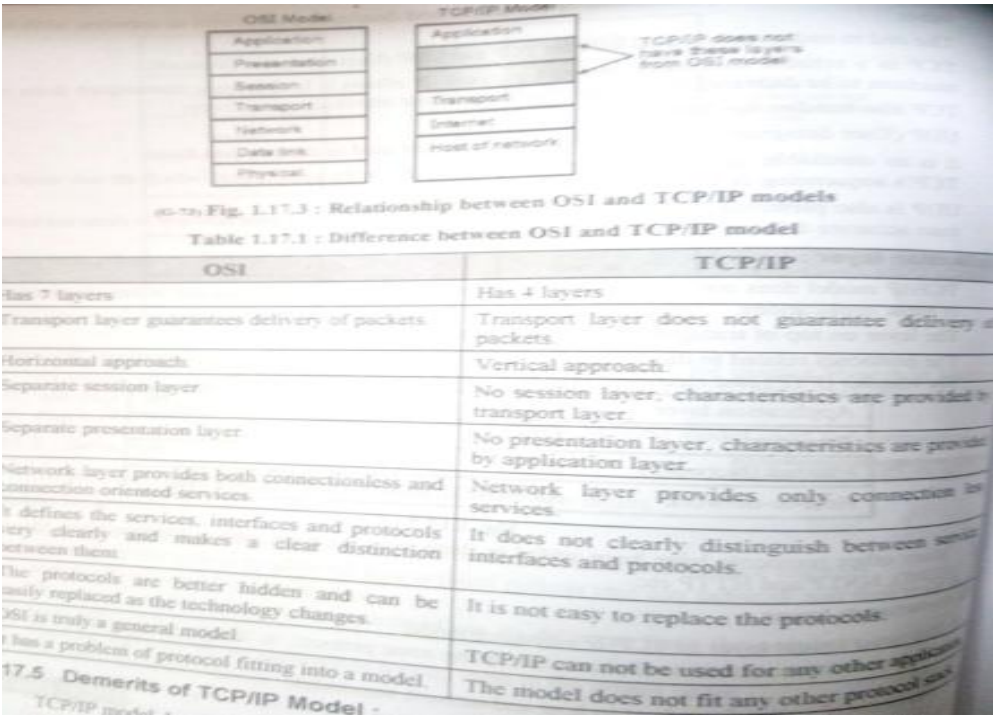 OSI Model
Application
Presentation
Session
Transport
Network
Data link
Physical
TCP/IP Model
Application
Transport
Internet
Host of network
TCP/IP does not
have these layers
from OSI model
Fig. 1.17.3 : Relationship between OSI and TCP/IP models
Table 1.17.1 : Difference between OSI and TCP/IP model
OSI
TCP/IP
Has 7 layers
Has 4 layers
Transport layer guarantees delivery of packets.
Transport layer does not guarantee delivery
packets.
Horizontal approach
Vertical approach.
Separate session layer
No session layer, characteristics are provided
transport layer.
Separate presentation layer
No presentation layer, characteristics are
by application layer
Network layer provides both connectionless and
connection oriented services.
Network layer provides only connection
services.
defines the services, interfaces and protocols
very clearly and makes a clear distinction
between them.
It does not clearly distinguish between
interfaces and protocols.
The protocols are better hidden and can be
easily replaced as the technology changes.
It is not easy to replace the protocols.
OSI is truly a general model.
TCP/IP can not be used for any other
has a problem of protocol fitting into a model.
The model does not fit any other protocol
17.5 Demerits of TCP/IP Model
TCP/IP model